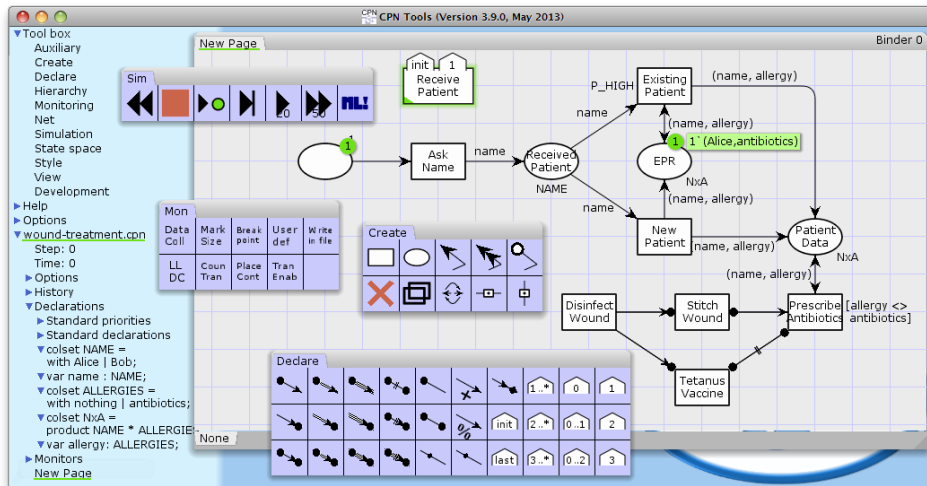 CPN Tools (Version 3.9.0, May 2013)
Tool box
Auxiliary
Create
Declare
Hierarchy
Monitoring
Net
Simulation
State space
Style
View
Development
Help
Options
wound-treatment.cpn
Step: 0
Time: 0
Options
History
Declarations
Standard priorities
Standard declarations
colset NAME =
with Alice | Bob;
var name : NAME;
colset ALLERGIES =
with nothing | antibiotics;
colset NxA =
product NAME * ALLERGIE
var allergy: ALLERGIES;
Monitors
New Page
New Page
Binder 0
Sim
20
50
ML!
init
1
Receive
Patient
P_HIGH
Existing
Patient
(name, allergy)
name
(name, allergy)
1
1
Ask
Name
name
Received
Patient
NAME
1
1`(Alice,antibiotics)
EPR
NxA
(name, allergy)
name
New
Patient
(name, allergy)
Patient
Data
NxA
(name, allergy)
Disinfect
Wound
Stitch
Wound
Prescribe
Antibiotics
[allergy <>
antibiotics]
Tetanus
Vaccine
Mon
Data
Coll
Mark
Size
Break
point
User
def
Write
in file
LL
DC
Coun
Tran
Place
Cont
Tran
Enab
Create
Declare
1..*
0
1
%
init
2..*
0..1
2
last
3..*
0..2
3
None